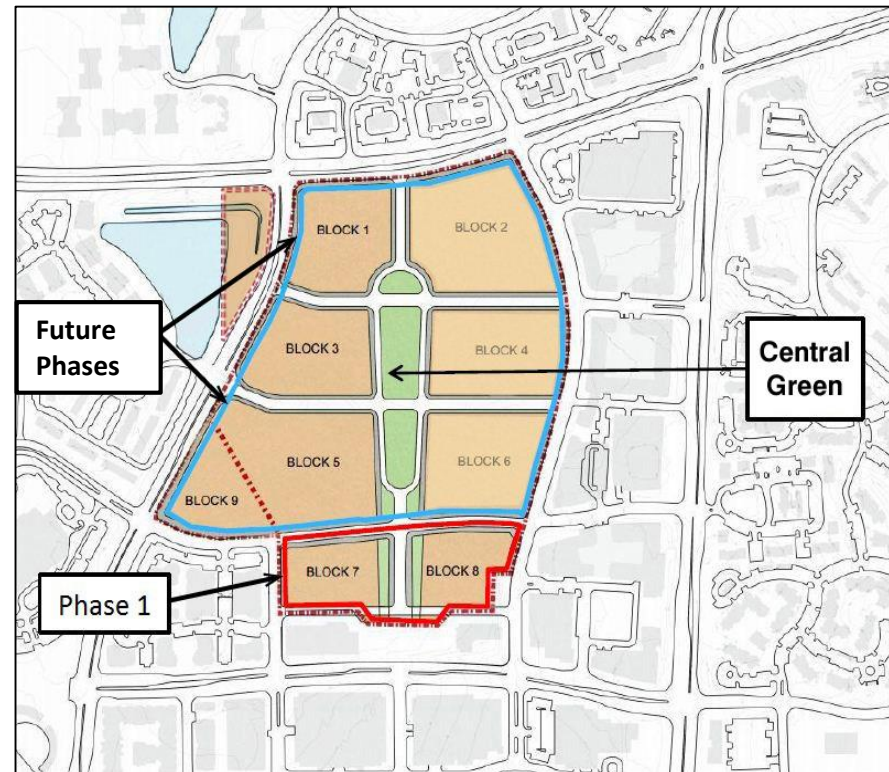 BLOCK 1
BLOCK 2
Future
Phases
BLOCK 3
BLOCK 4
Central
Green
BLOCK 5
BLOCK 6
BLOCK 9
Phase 1
BLOCK 7
BLOCK 8